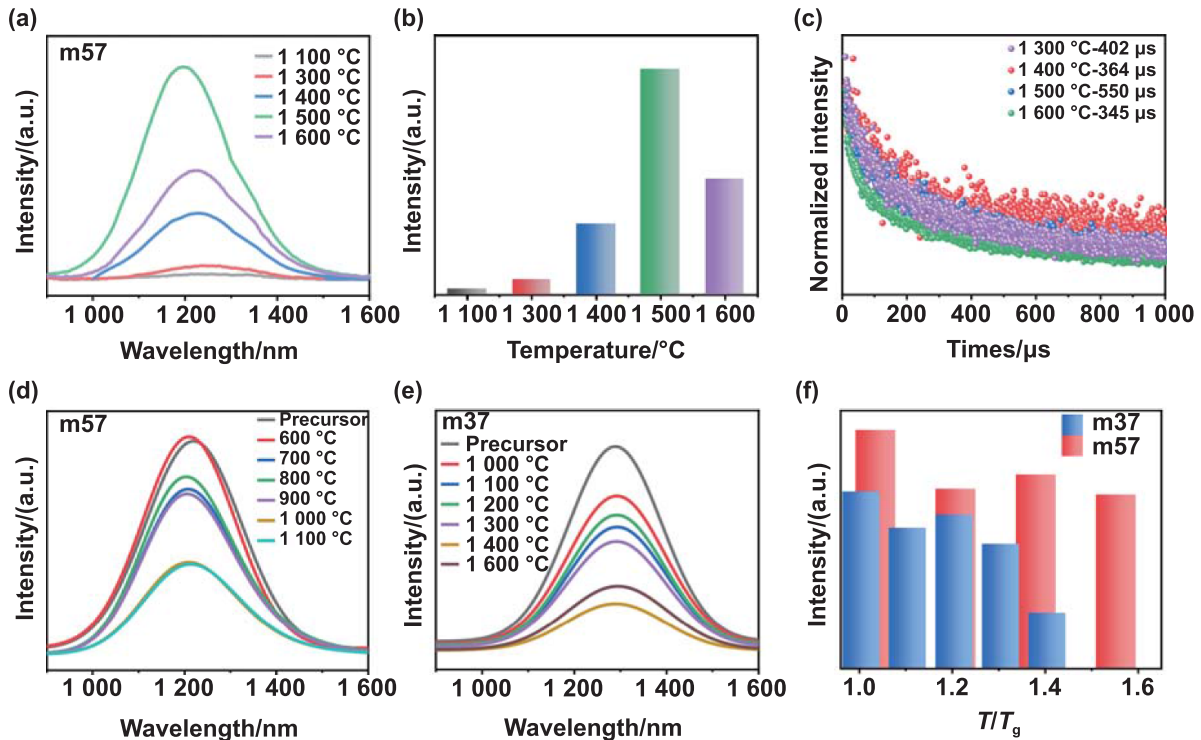 (a)
m57
1 100 °C
1 300 °C
1 400 °C
1 500 °C
1 600 °C
Intensity/(a.u.)
1 000 1 200 1 400 1 600
Wavelength/nm
(b)
Intensity/(a.u.)
1 100 1 300 1 400 1 500 1 600
Temperature/°C
(c)
1 300 °C-402 µs
1 400 °C-364 µs
1 500 °C-550 µs
1 600 °C-345 µs
Normalized intensity
0 200 400 600 800 1 000
Times/µs
(d)
m57
Precursor
600 °C
700 °C
800 °C
900 °C
1 000 °C
1 100 °C
Intensity/(a.u.)
1 000 1 200 1 400 1 600
Wavelength/nm
(e)
m37
Precursor
1 000 °C
1 100 °C
1 200 °C
1 300 °C
1 400 °C
1 600 °C
Intensity/(a.u.)
1 000 1 200 1 400 1 600
Wavelength/nm
(f)
m37
m57
Intensity/(a.u.)
1.0 1.2 1.4 1.6
T/Tg